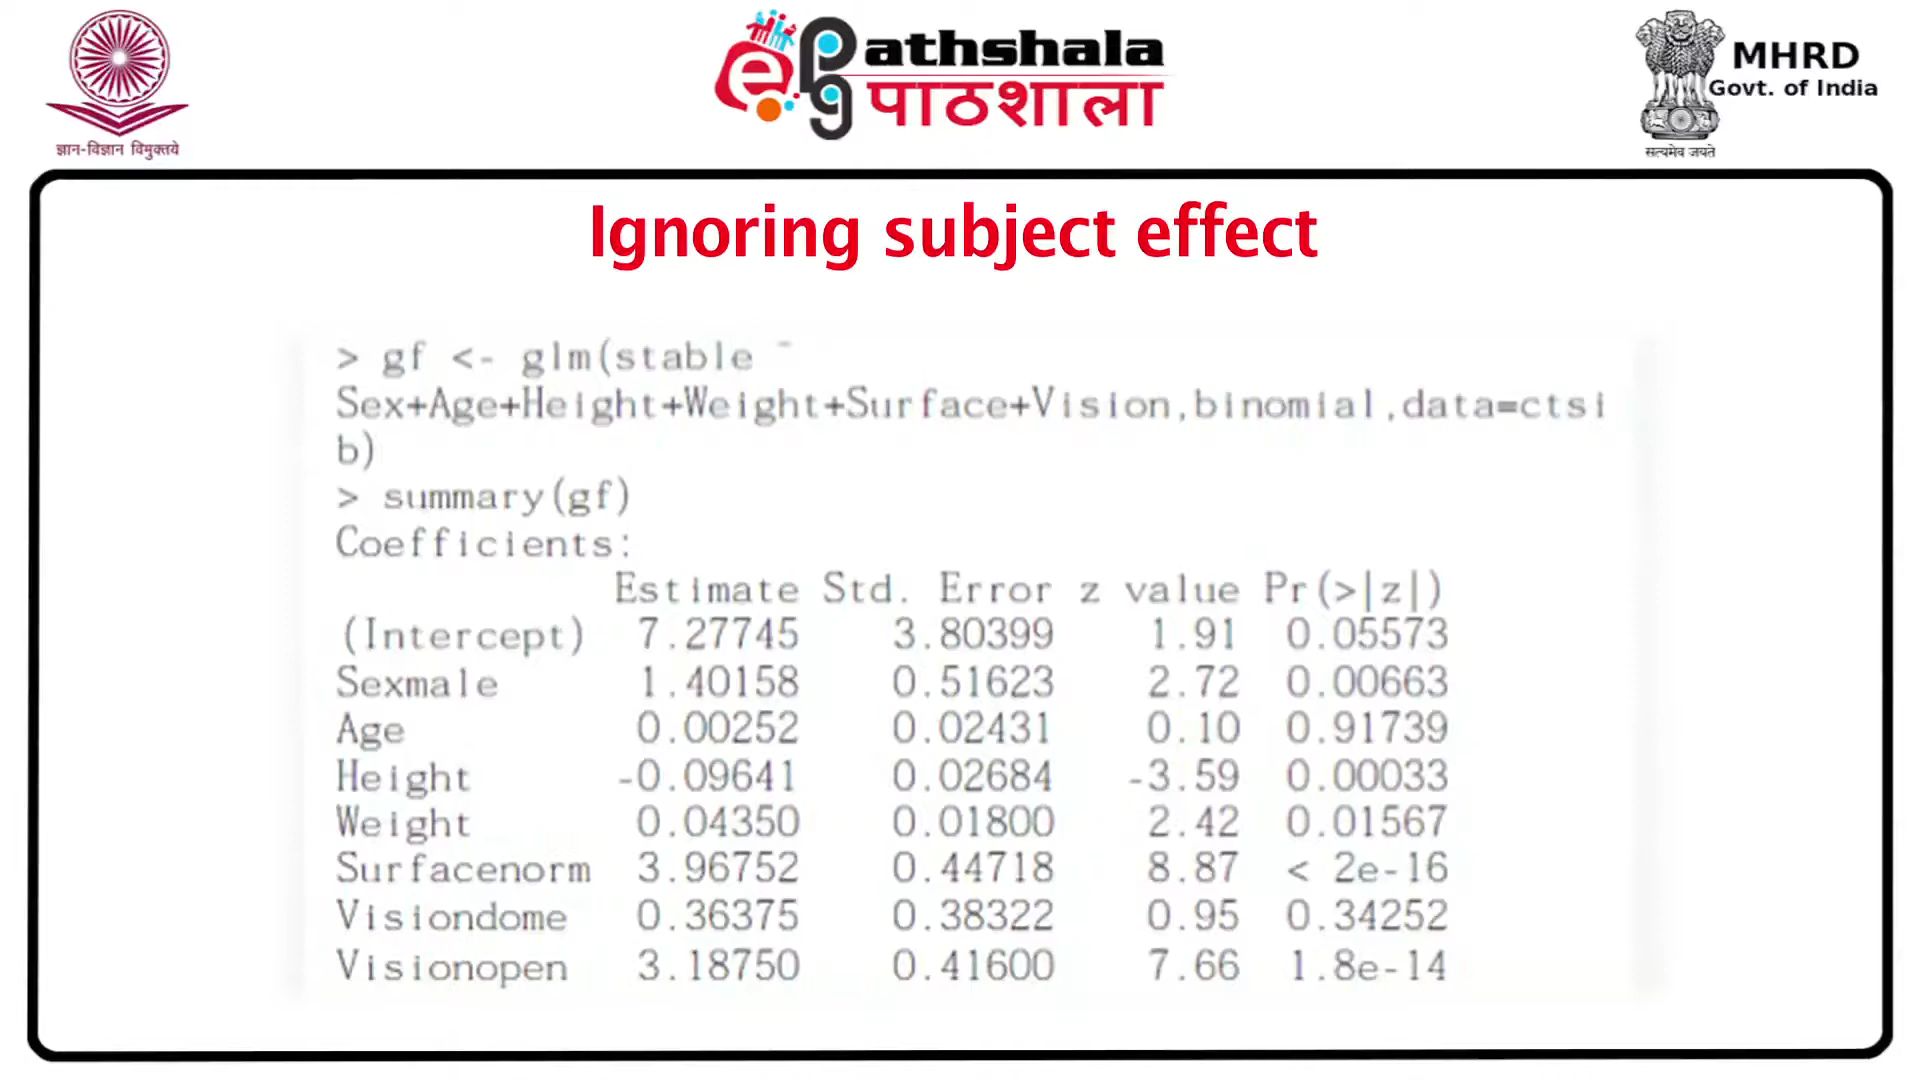 ज्ञान-विज्ञान विमुक्तये
e Pg athshala
पाठशाला
MHRD
Govt. of India
सत्यमेव जयते
Ignoring subject effect
> gf <- glm(stable ~
Sex+Age+Height+Weight+Surface+Vision,binomial,data=ctsi
b)
> summary(gf)
Coefficients:
Estimate Std. Error z value Pr(>|z|)
(Intercept) 7.27745 3.80399 1.91 0.05573
Sexmale 1.40158 0.51623 2.72 0.00663
Age 0.00252 0.02431 0.10 0.91739
Height -0.09641 0.02684 -3.59 0.00033
Weight 0.04350 0.01800 2.42 0.01567
Surfacenorm 3.96752 0.44718 8.87 < 2e-16
Visiondome 0.36375 0.38322 0.95 0.34252
Visionopen 3.18750 0.41600 7.66 1.8e-14